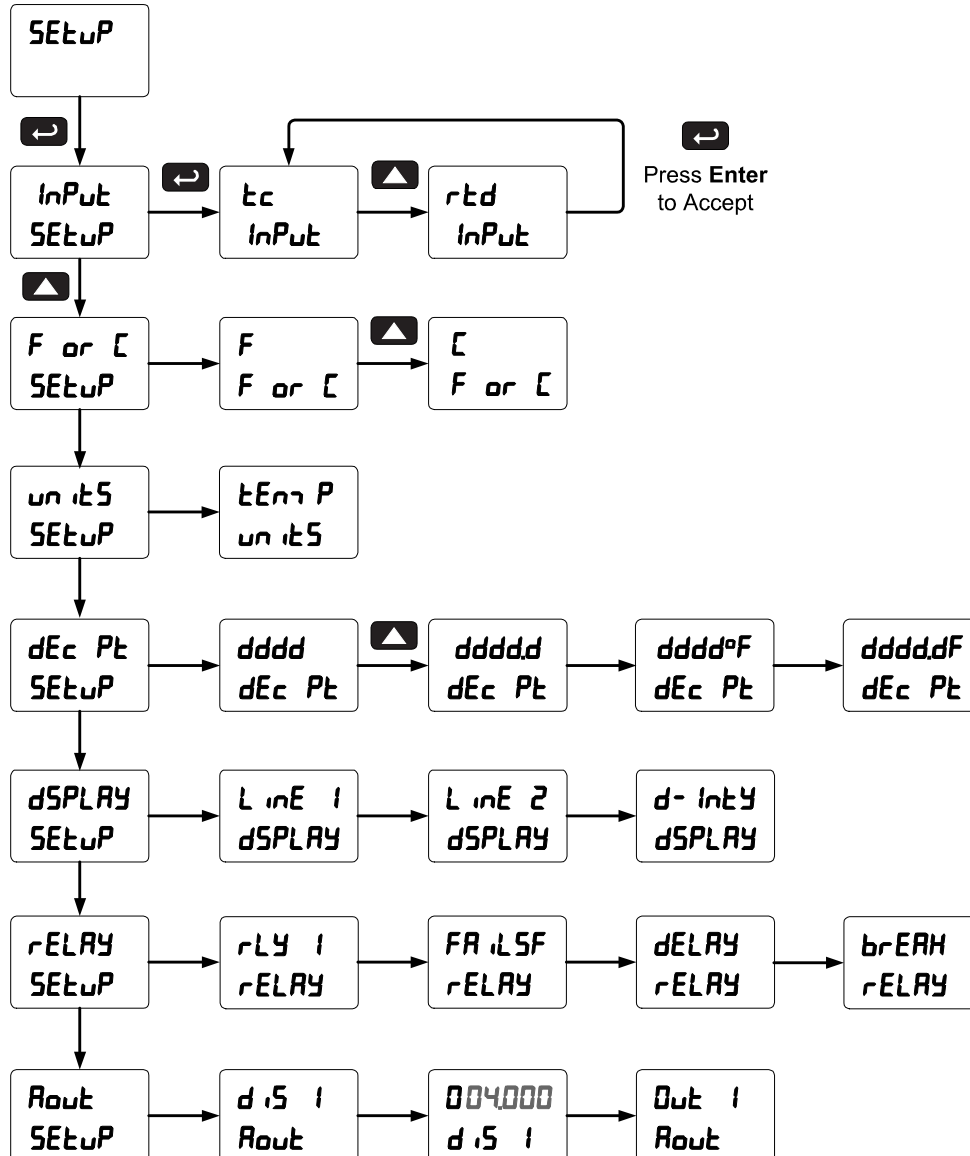 SEtuP
InPut
SEtuP
tc
InPut
rtd
InPut
Press Enter
to Accept
F or C
SEtuP
F
F or C
C
F or C
unitS
SEtuP
tEmP
unitS
dEc Pt
SEtuP
dddd
dEc Pt
dddd.d
dEc Pt
dddd°F
dEc Pt
dddd.dF
dEc Pt
dSPLAY
SEtuP
LinE 1
dSPLAY
LinE 2
dSPLAY
d-IntY
dSPLAY
rELAY
SEtuP
rLY 1
rELAY
FAiLSF
rELAY
dELAY
rELAY
brEAK
rELAY
Aout
SEtuP
diS 1
Aout
004.000
diS 1
Out 1
Aout